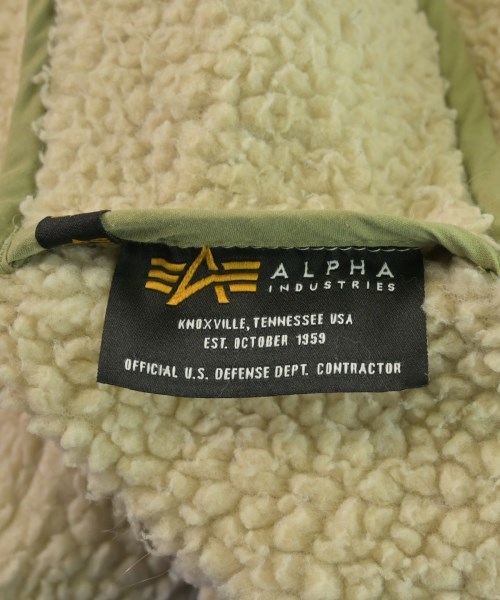 ALPHA
INDUSTRIES
KNOXVILLE, TENNESSEE USA
EST. OCTOBER 1959
OFFICIAL U.S. DEFENSE DEPT. CONTRACTOR